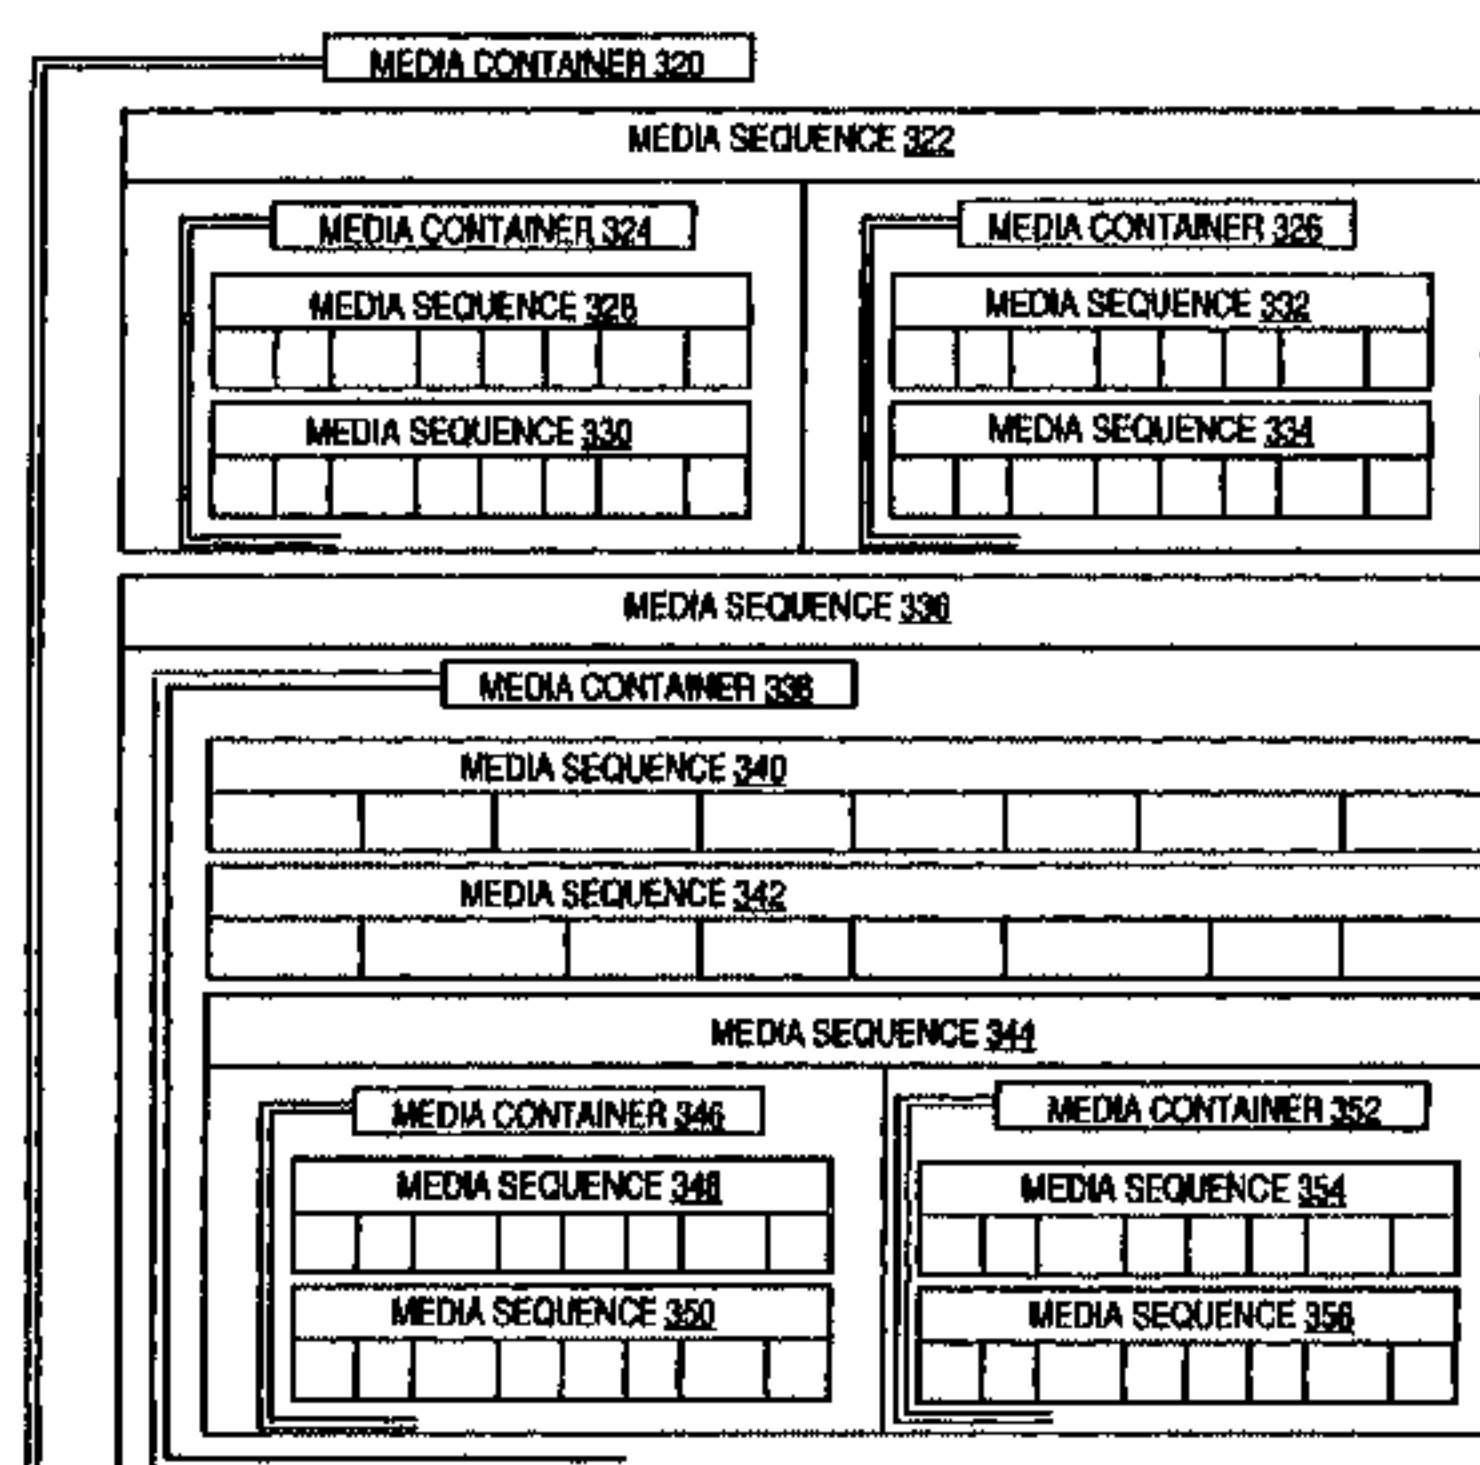 MEDIA CONTAINER 320
MEDIA SEQUENCE 322
MEDIA CONTAINER 324
MEDIA CONTAINER 326
MEDIA SEQUENCE 328
MEDIA SEQUENCE 332
MEDIA SEQUENCE 330
MEDIA SEQUENCE 334
MEDIA SEQUENCE 336
MEDIA CONTAINER 338
MEDIA SEQUENCE 340
MEDIA SEQUENCE 342
MEDIA SEQUENCE 344
MEDIA CONTAINER 346
MEDIA CONTAINER 352
MEDIA SEQUENCE 348
MEDIA SEQUENCE 354
MEDIA SEQUENCE 350
MEDIA SEQUENCE 356